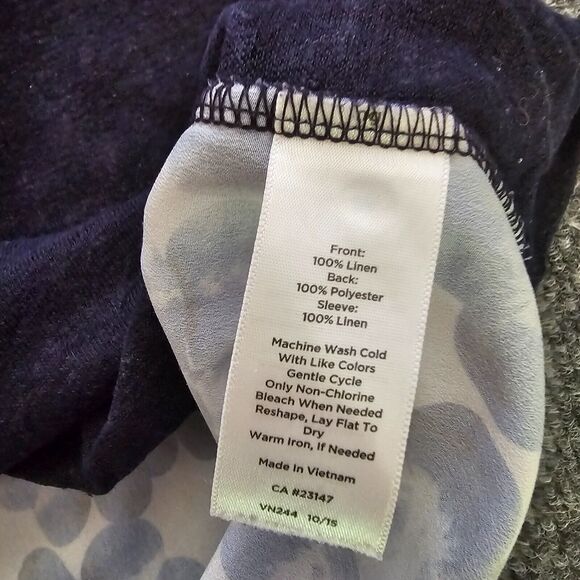 Front:
100% Linen
Back:
100% Polyester
Sleeve:
100% Linen
Machine Wash Cold
With Like Colors
Gentle Cycle
Only Non-Chlorine
Bleach When Needed
Reshape, Lay Flat To
Dry
Warm Iron, If Needed
Made In Vietnam
CA #23147
VN244 10/15